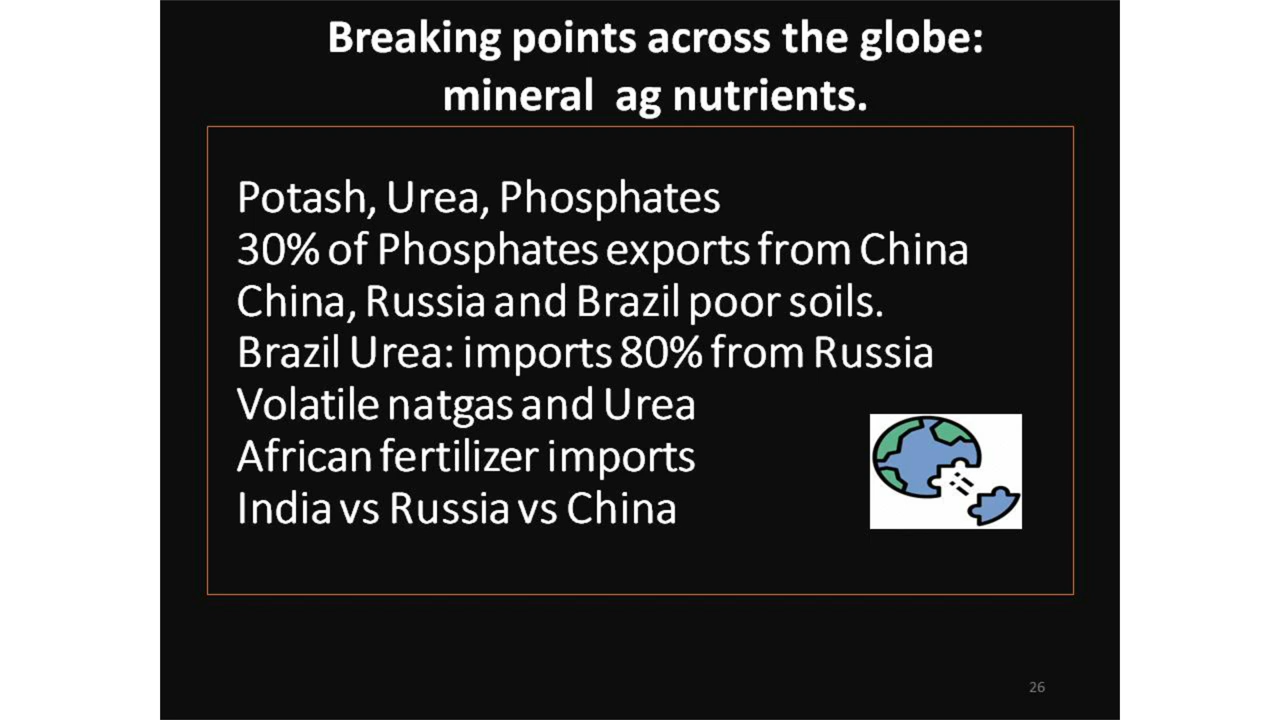 Breaking points across the globe:
mineral ag nutrients.
Potash, Urea, Phosphates
30% of Phosphates exports from China
China, Russia and Brazil poor soils.
Brazil Urea: imports 80% from Russia
Volatile natgas and Urea
African fertilizer imports
India vs Russia vs China
26